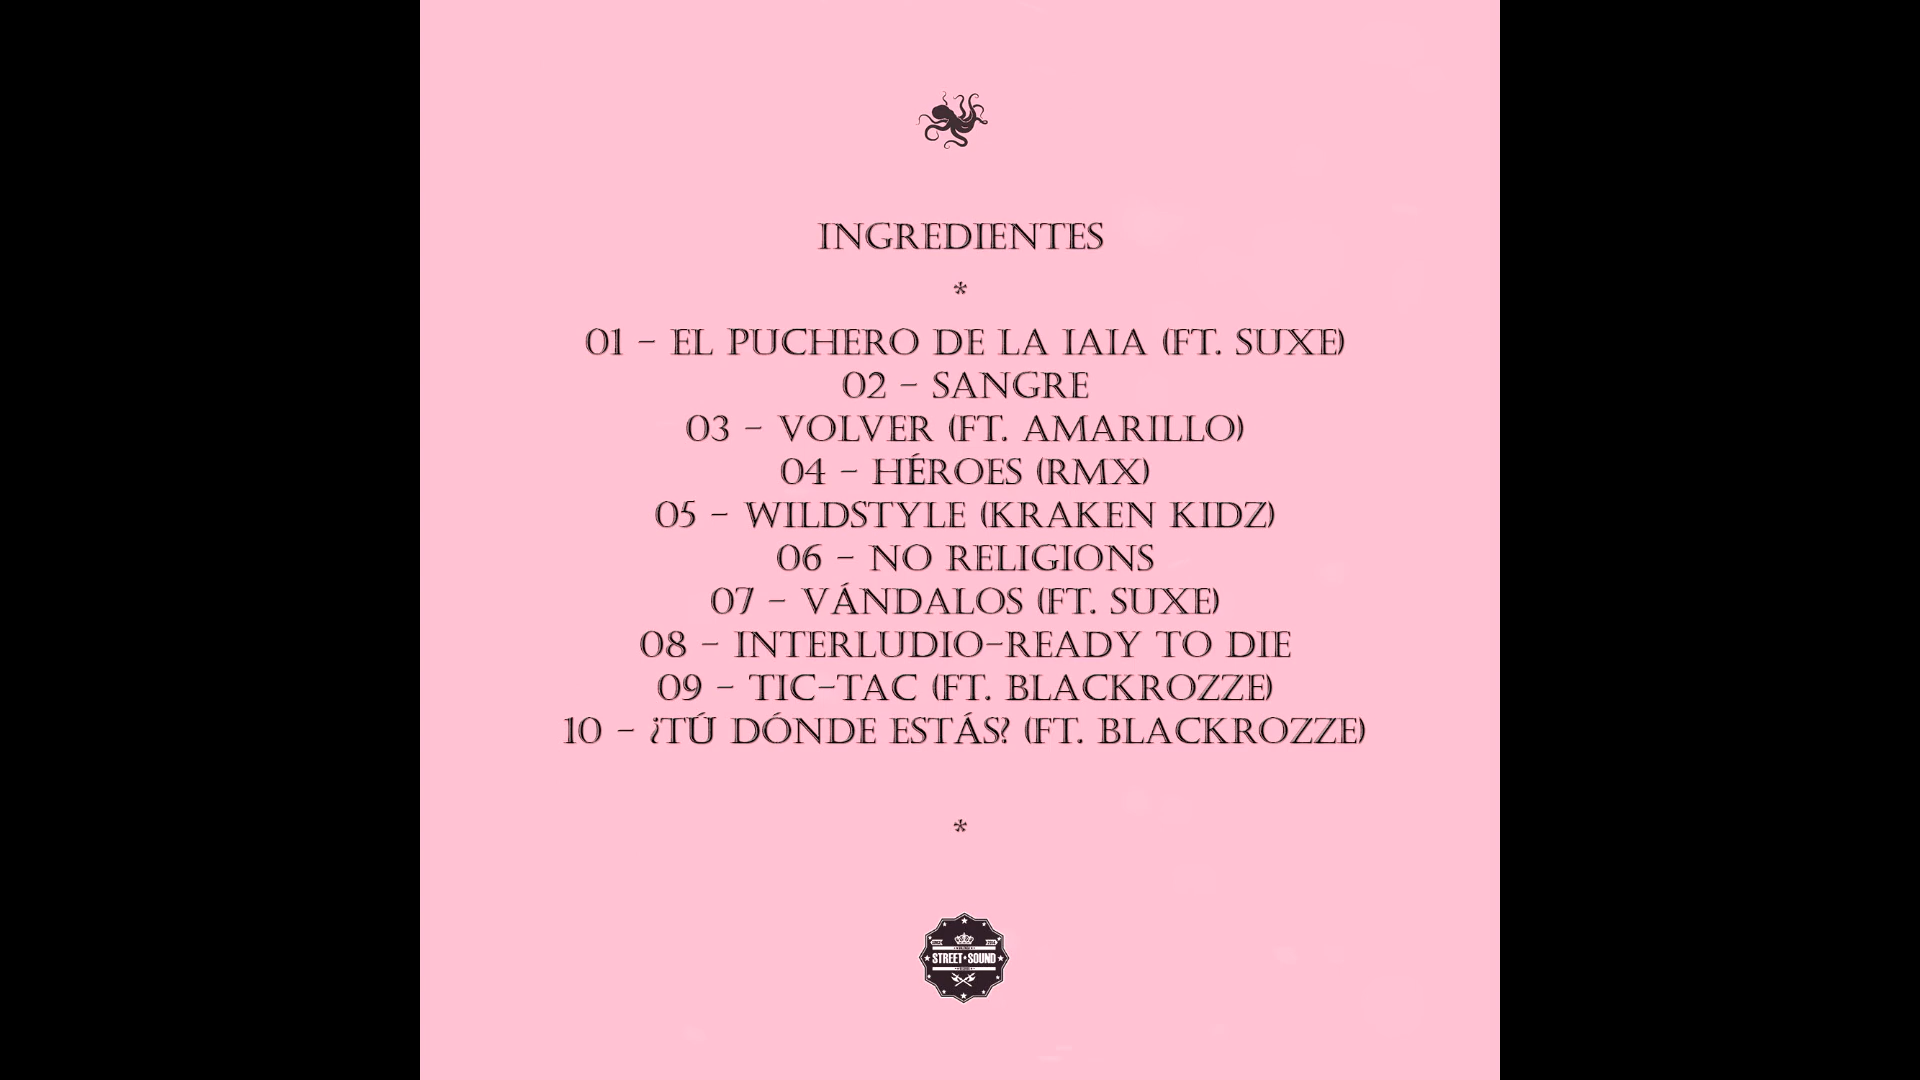 INGREDIENTES
*
01 - EL PUCHERO DE LA IAIA (FT. SUXE)
02 - SANGRE
03 - VOLVER (FT. AMARILLO)
04 - HÉROES (RMX)
05 - WILDSTYLE (KRAKEN KIDZ)
06 - NO RELIGIONS
07 - VÁNDALOS (FT. SUXE)
08 - INTERLUDIO-READY TO DIE
09 - TIC-TAC (FT. BLACKROZZE)
10 - ¿TÚ DÓNDE ESTÁS? (FT. BLACKROZZE)
*
STREET SOUND